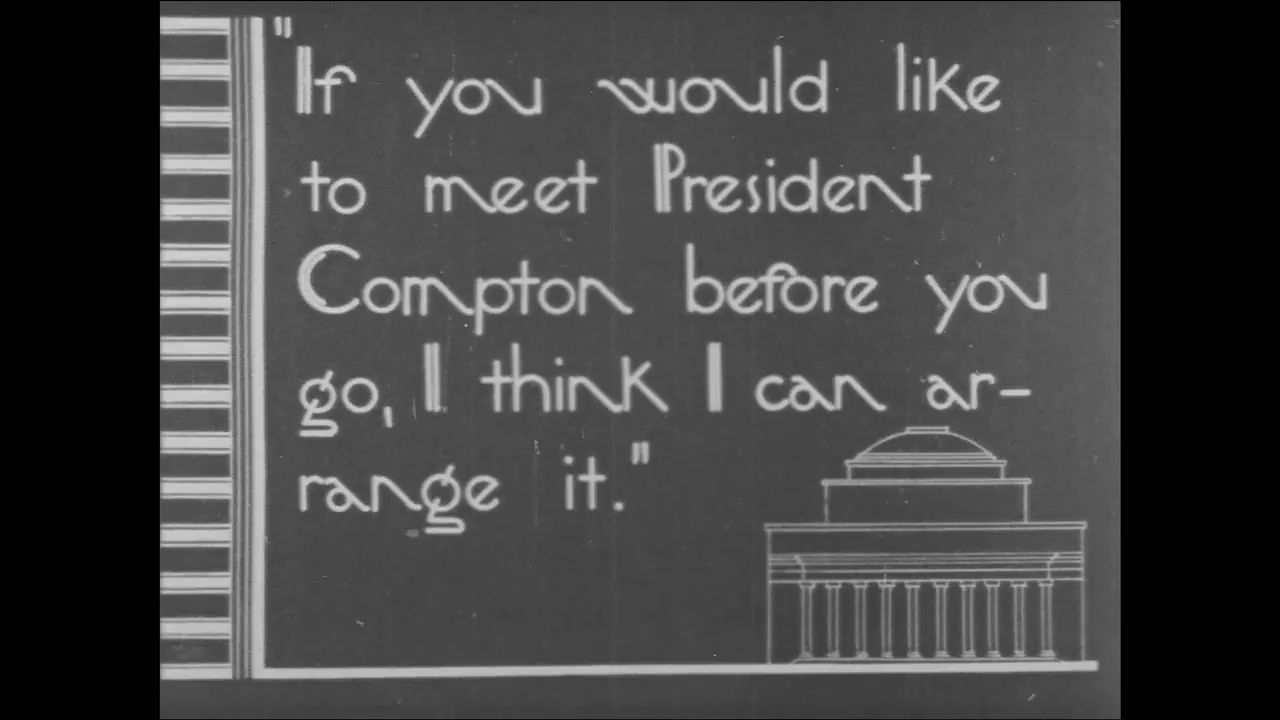 "If you would like
to meet President
Compton before you
go, I think I can ar-
range it."